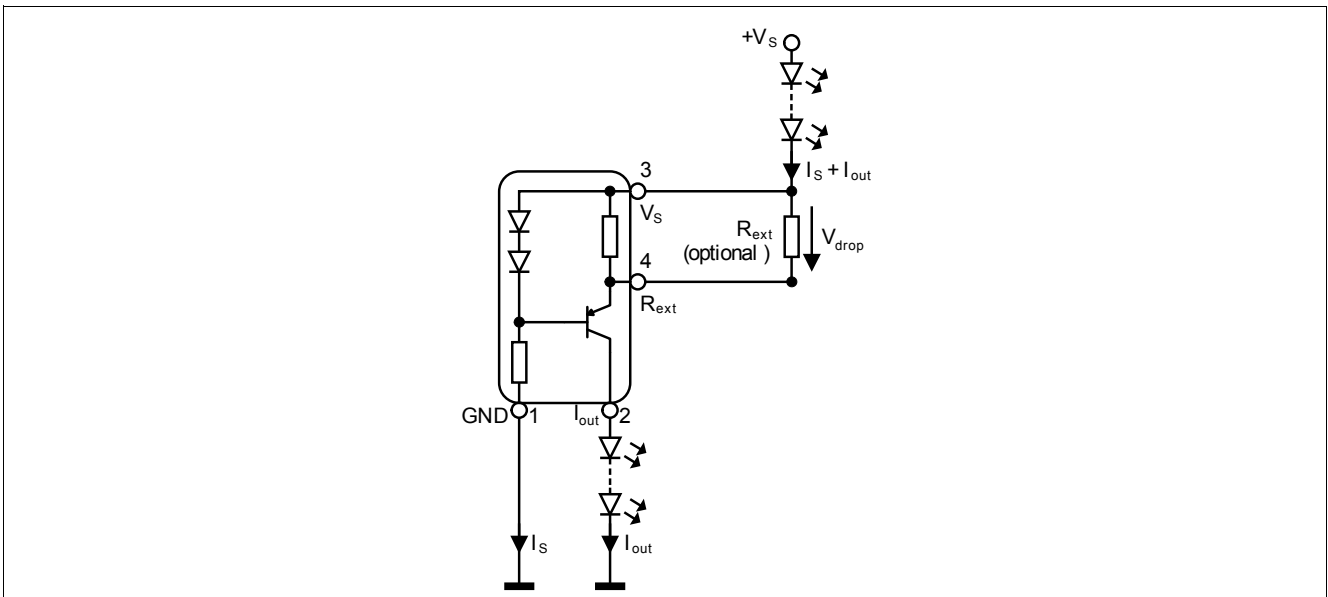 +VS
IS + Iout
3
VS
Rext
(optional )
Vdrop
4
Rext
GND
1
Iout
2
IS
Iout